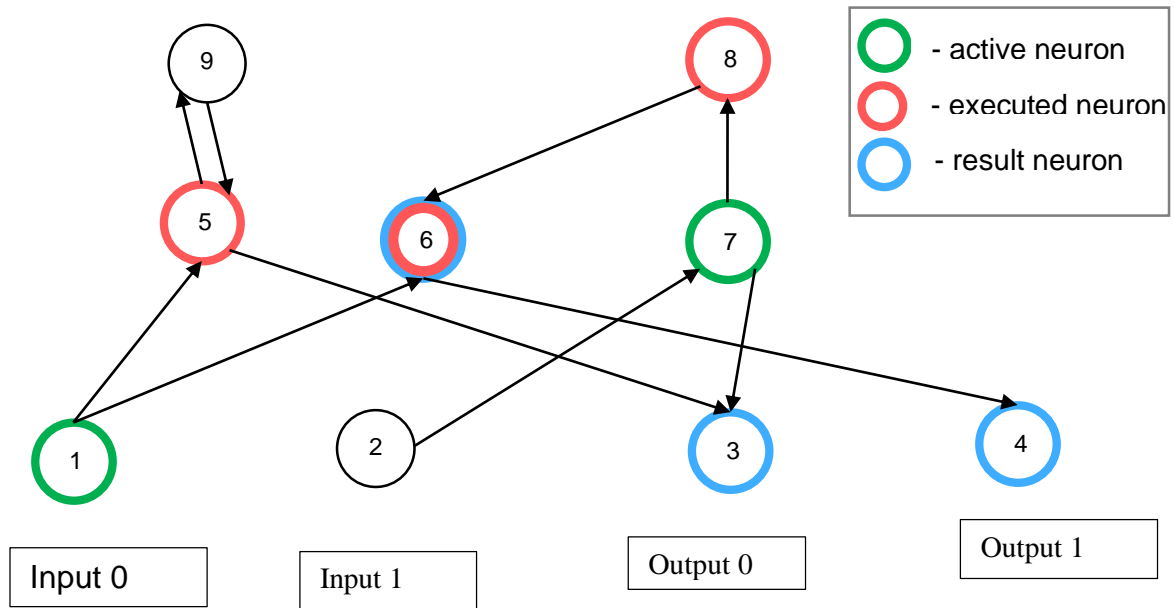 9
8
- active neuron
- executed neuron
- result neuron
5
6
7
1
2
3
4
Input 0
Input 1
Output 0
Output 1